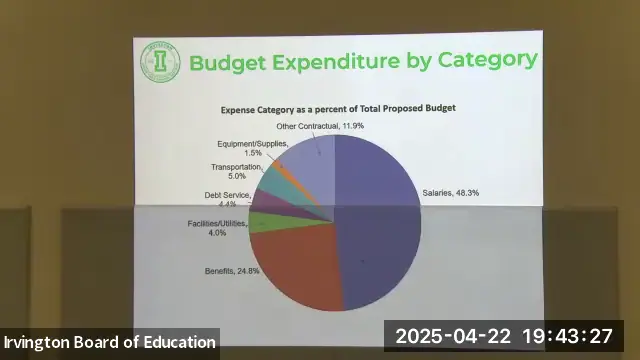 I
Budget Expenditure by Category
Expense Category as a percent of Total Proposed Budget
Other Contractual, 11.9%
Equipment/Supplies,
1.5%
Transportation,
5.0%
Salaries, 48.3%
Debt Service,
4.4%
Facilities/Utilities,
4.0%
Benefits, 24.8%
Irvington Board of Education
2025-04-22 19:43:27